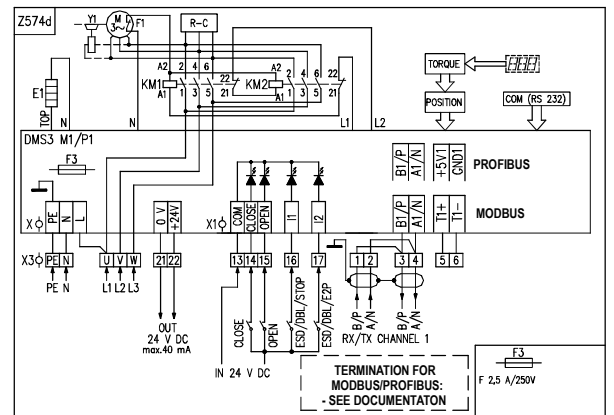 Z574d
Y1
M
3~
F1
R-C
A2
2 4 6
22
KM1
1 3 5
21
A1
A2
2 4 6
22
KM2
1 3 5
21
A1
TORQUE
POSITION
COM (RS 232)
E1
TOP
N
N
L1
L2
DMS3 M1/P1
F3
PE
N
L
0 V
+24V
COM
CLOSE
OPEN
I1
I2
B1/P
A1/N
+5V1
GND1
PROFIBUS
B1/P
A1/N
T1+
T1-
MODBUS
X
X1
X3
PE N
U V W
21 22
13 14 15
16
17
1 2
3 4
5 6
PE N
L1 L2 L3
OUT
24 V DC
max.40 mA
CLOSE
OPEN
ESD/DBL/STOP
ESD/DBL/E2P
IN 24 V DC
B/P
A/N
B/P
A/N
RX/TX CHANNEL 1
TERMINATION FOR
MODBUS/PROFIBUS:
- SEE DOCUMENTATON
F3
F 2,5 A/250V